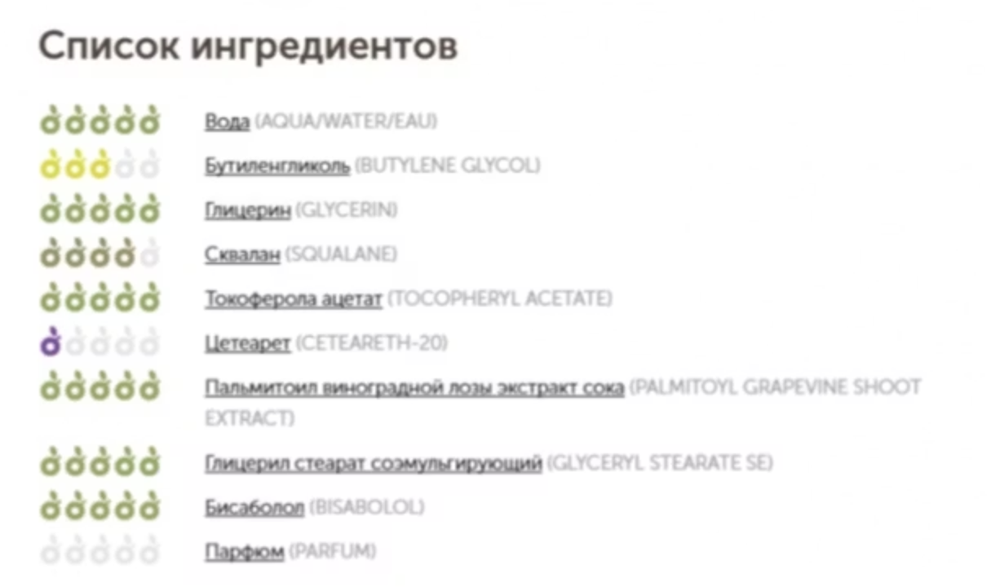 Список ингредиентов
Вода (AQUA/WATER/EAU)
Бутиленгликоль (BUTYLENE GLYCOL)
Глицерин (GLYCERIN)
Сквалан (SQUALANE)
Токоферола ацетат (TOCOPHERYL ACETATE)
Цетеарет (CETEARETH-20)
Пальмитоил виноградной лозы экстракт сока (PALMITOYL GRAPEVINE SHOOT
EXTRACT)
Глицерил стеарат соэмульгирующий (GLYCERYL STEARATE SE)
Бисаболол (BISABOLOL)
Парфюм (PARFUM)